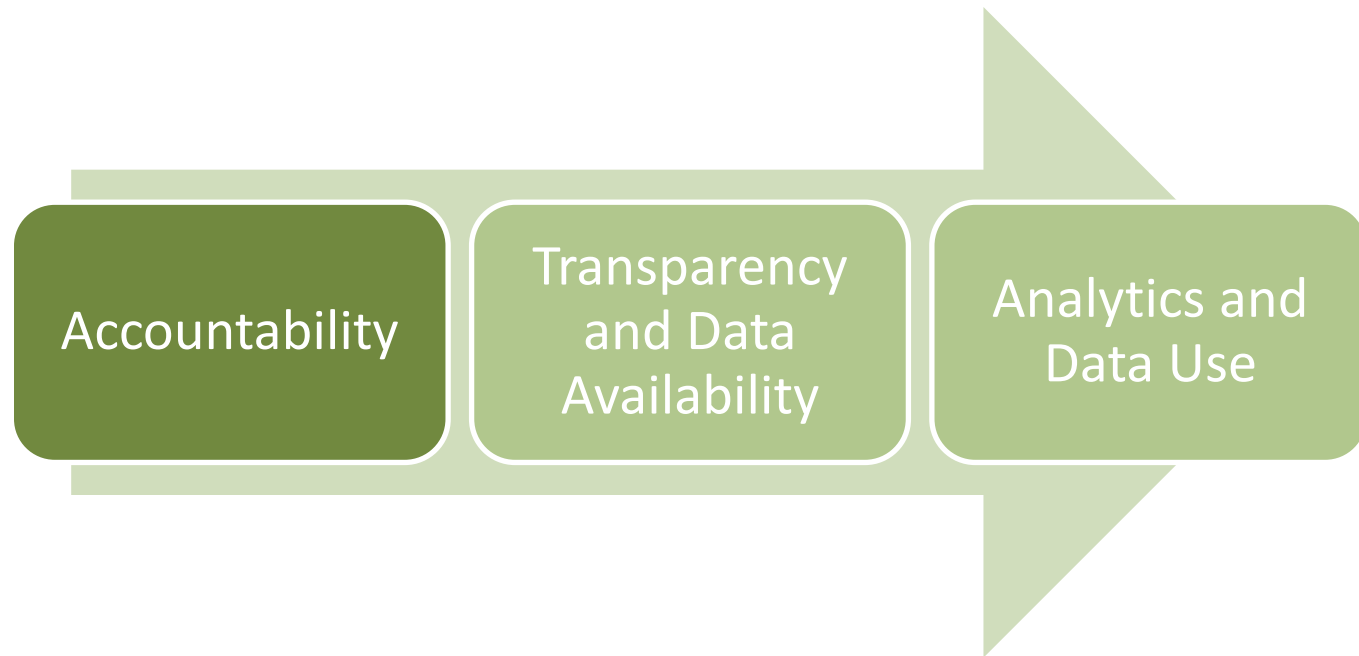 Accountability
Transparency
and Data
Availability
Analytics and
Data Use